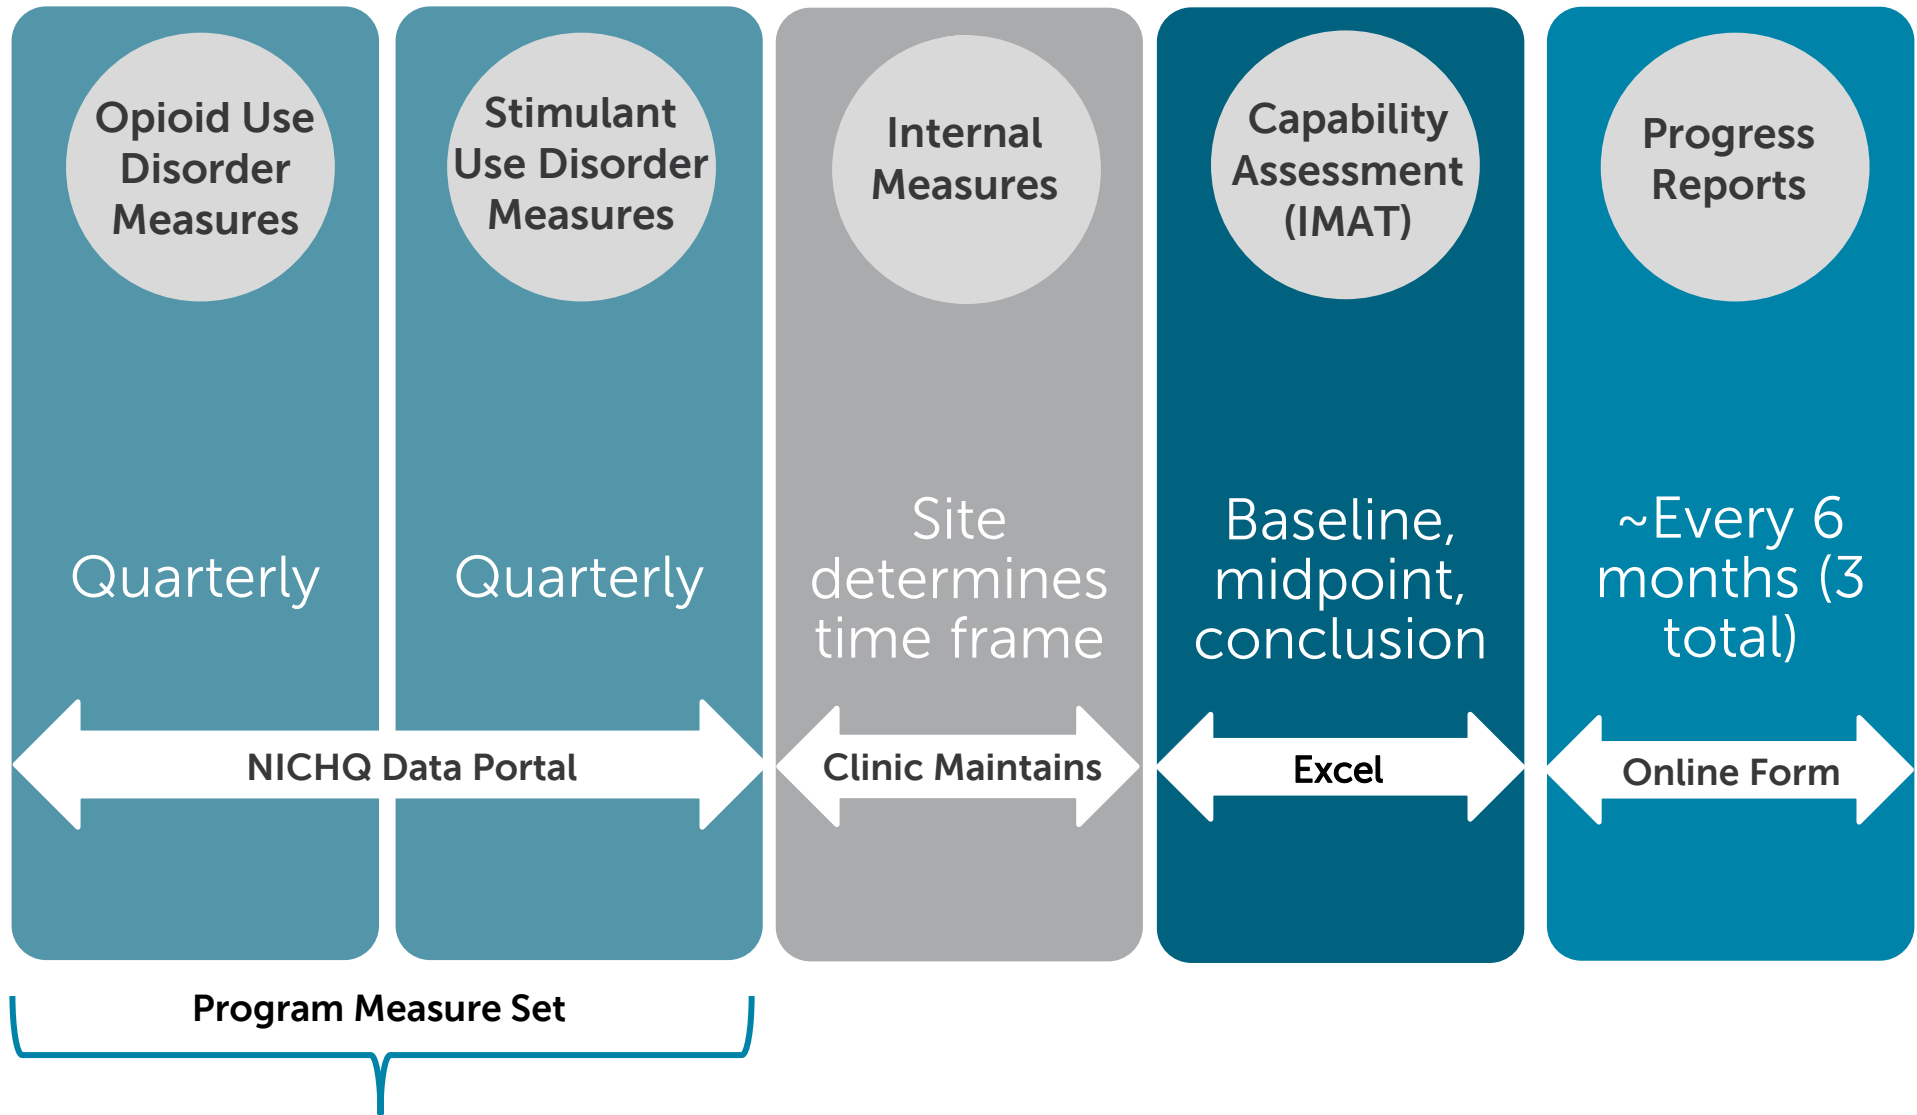 Opioid Use
Disorder
Measures
Stimulant
Use Disorder
Measures
Internal
Measures
Capability
Assessment
(IMAT)
Progress
Reports
Quarterly
Quarterly
Site
determines
time frame
Baseline,
midpoint,
conclusion
~Every 6
months (3
total)
NICHQ Data Portal
Clinic Maintains
Excel
Online Form
Program Measure Set